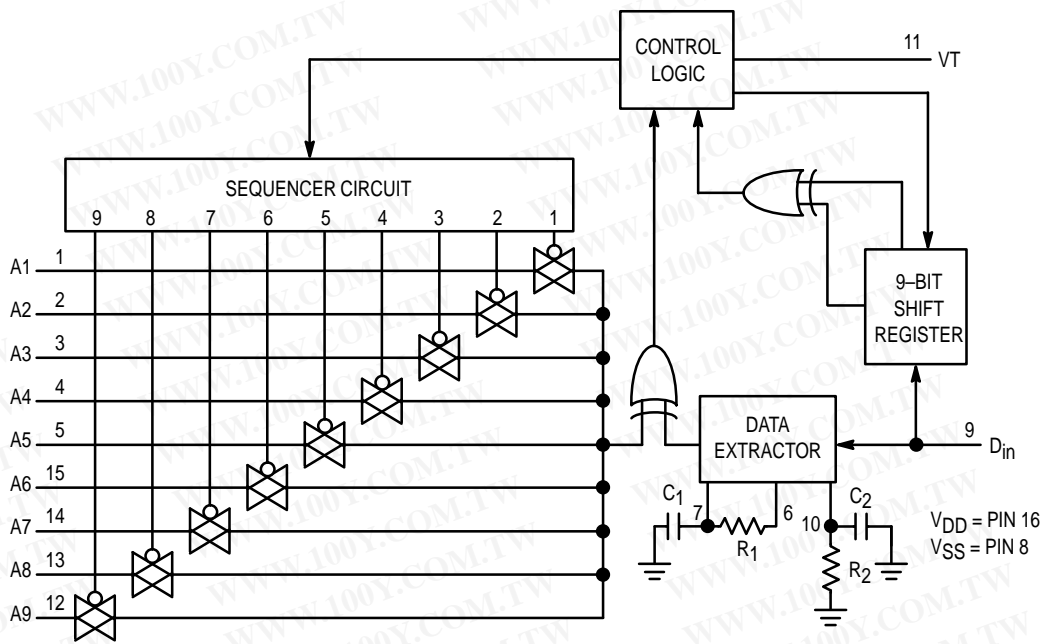 CONTROL
LOGIC
11
VT
SEQUENCER CIRCUIT
9 8 7 6 5 4 3 2 1
A1 1
A2 2
A3 3
A4 4
A5 5
A6 15
A7 14
A8 13
A9 12
9–BIT
SHIFT
REGISTER
DATA
EXTRACTOR
9
Din
C1
7
R1
6
10
C2
R2
VDD = PIN 16
VSS = PIN 8
WWW.100Y.COM.TW